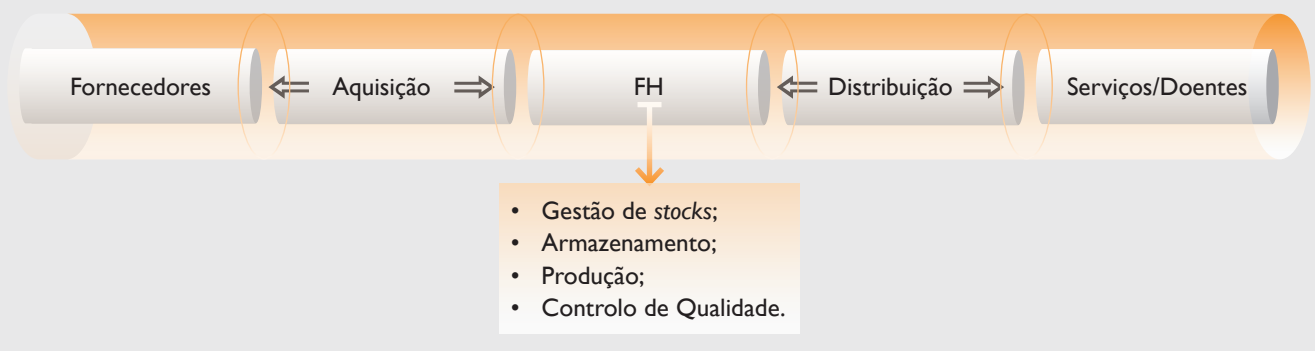 Fornecedores
Aquisição
FH
Distribuição
Serviços/Doentes
• Gestão de stocks;
• Armazenamento;
• Produção;
• Controlo de Qualidade.